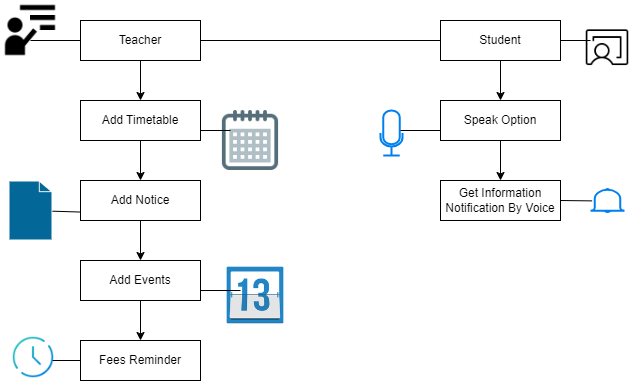 Teacher
Student
Add Timetable
Speak Option
Add Notice
Get Information
Notification By Voice
Add Events
13
Fees Reminder